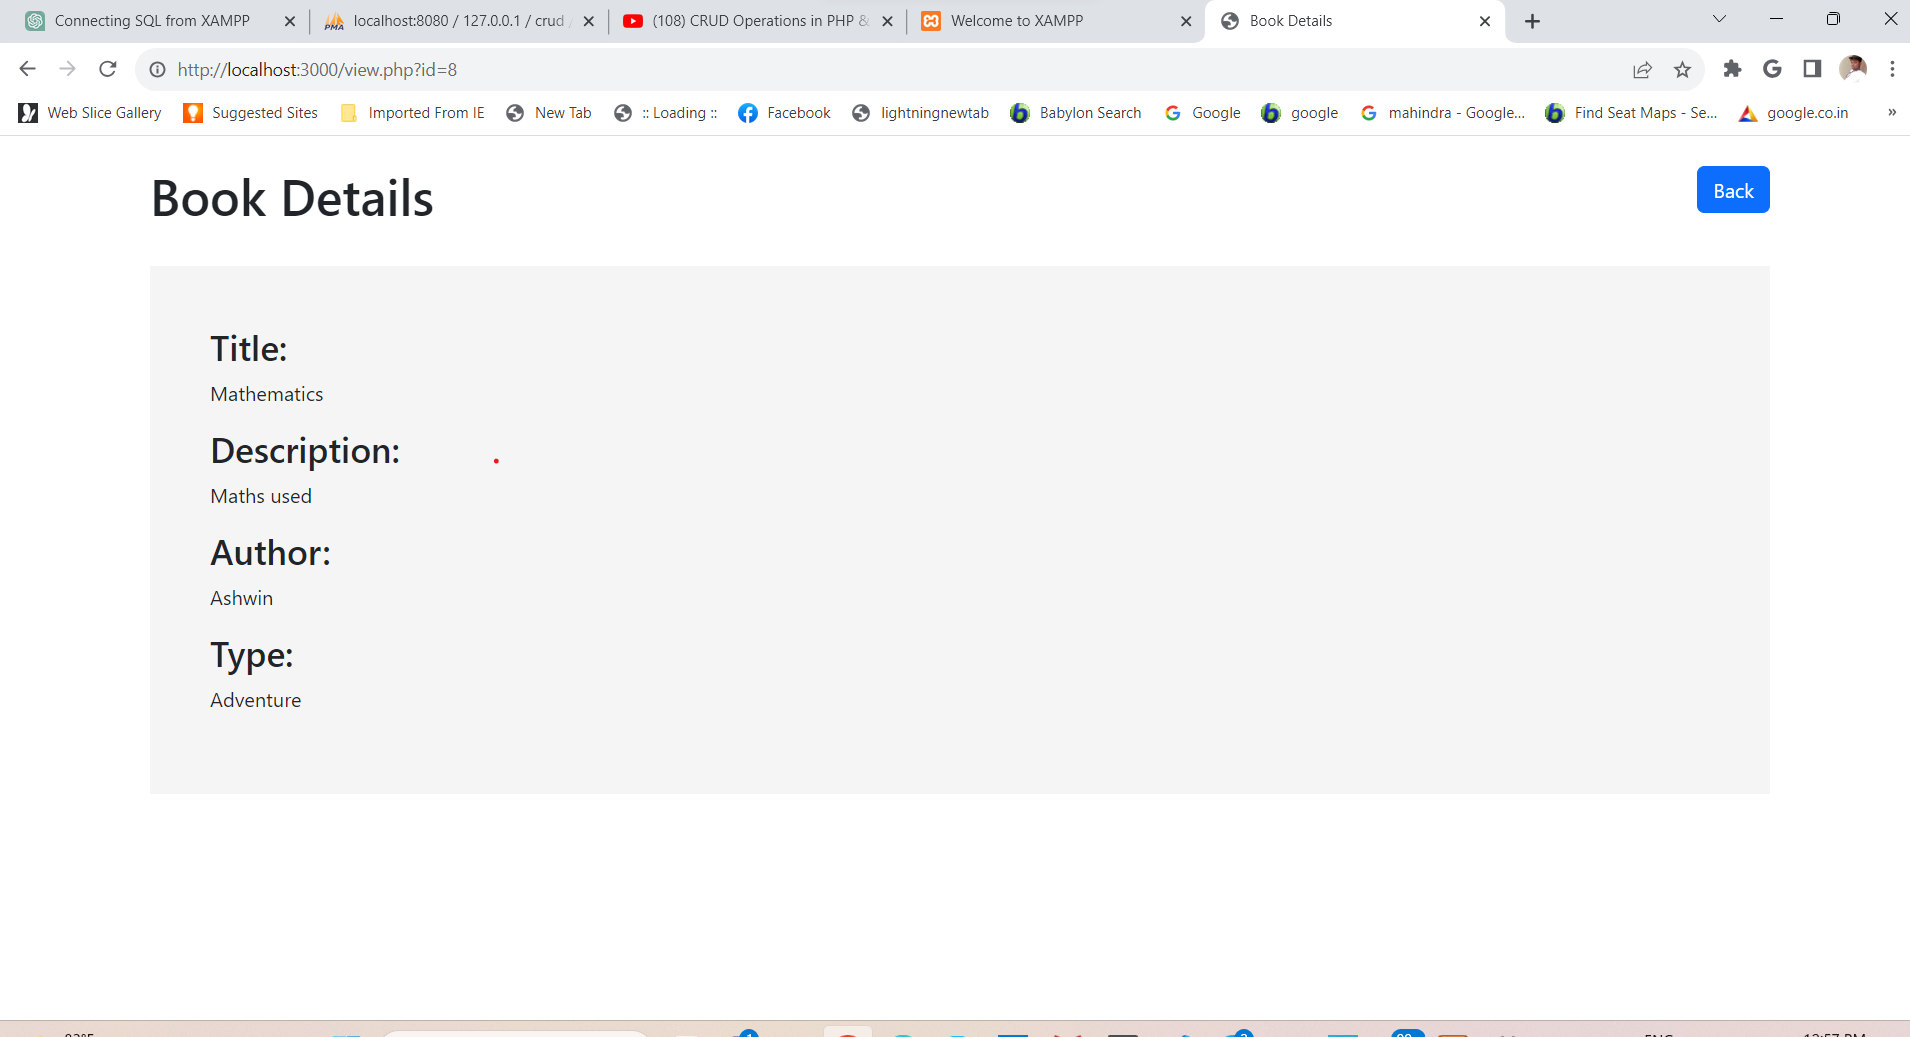 Connecting SQL from XAMPP
localhost:8080 / 127.0.0.1 / crud
(108) CRUD Operations in PHP &
Welcome to XAMPP
Book Details
http://localhost:3000/view.php?id=8
Web Slice Gallery
Suggested Sites
Imported From IE
New Tab
:: Loading ::
Facebook
lightningnewtab
Babylon Search
Google
google
mahindra - Google...
Find Seat Maps - Se...
google.co.in
»
Book Details
Back
Title:
Mathematics
Description:
Maths used
Author:
Ashwin
Type:
Adventure